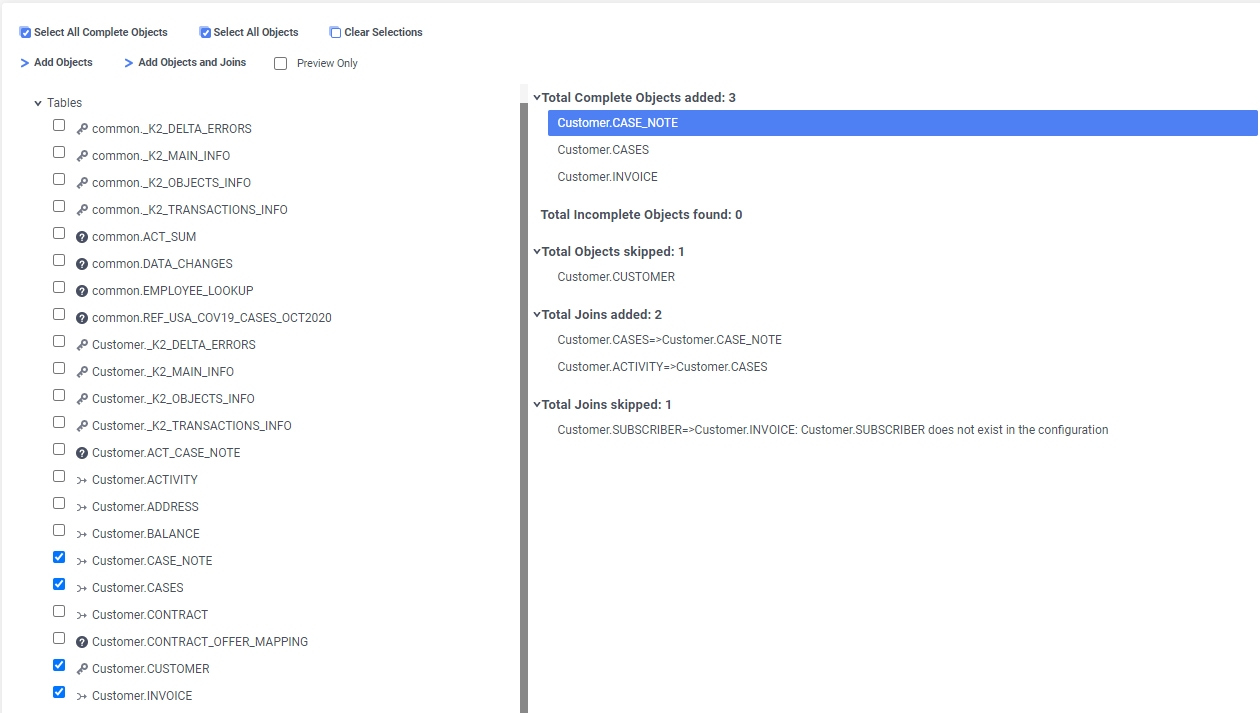 Select All Complete Objects Select All Objects Clear Selections
Add Objects Add Objects and Joins Preview Only
Tables
common._K2_DELTA_ERRORS
common._K2_MAIN_INFO
common._K2_OBJECTS_INFO
common._K2_TRANSACTIONS_INFO
common.ACT_SUM
common.DATA_CHANGES
common.EMPLOYEE_LOOKUP
common.REF_USA_COV19_CASES_OCT2020
Customer._K2_DELTA_ERRORS
Customer._K2_MAIN_INFO
Customer._K2_OBJECTS_INFO
Customer._K2_TRANSACTIONS_INFO
Customer.ACT_CASE_NOTE
Customer.ACTIVITY
Customer.ADDRESS
Customer.BALANCE
Customer.CASE_NOTE
Customer.CASES
Customer.CONTRACT
Customer.CONTRACT_OFFER_MAPPING
Customer.CUSTOMER
Customer.INVOICE
Total Complete Objects added: 3
Customer.CASE_NOTE
Customer.CASES
Customer.INVOICE
Total Incomplete Objects found: 0
Total Objects skipped: 1
Customer.CUSTOMER
Total Joins added: 2
Customer.CASES=>Customer.CASE_NOTE
Customer.ACTIVITY=>Customer.CASES
Total Joins skipped: 1
Customer.SUBSCRIBER=>Customer.INVOICE: Customer.SUBSCRIBER does not exist in the configuration